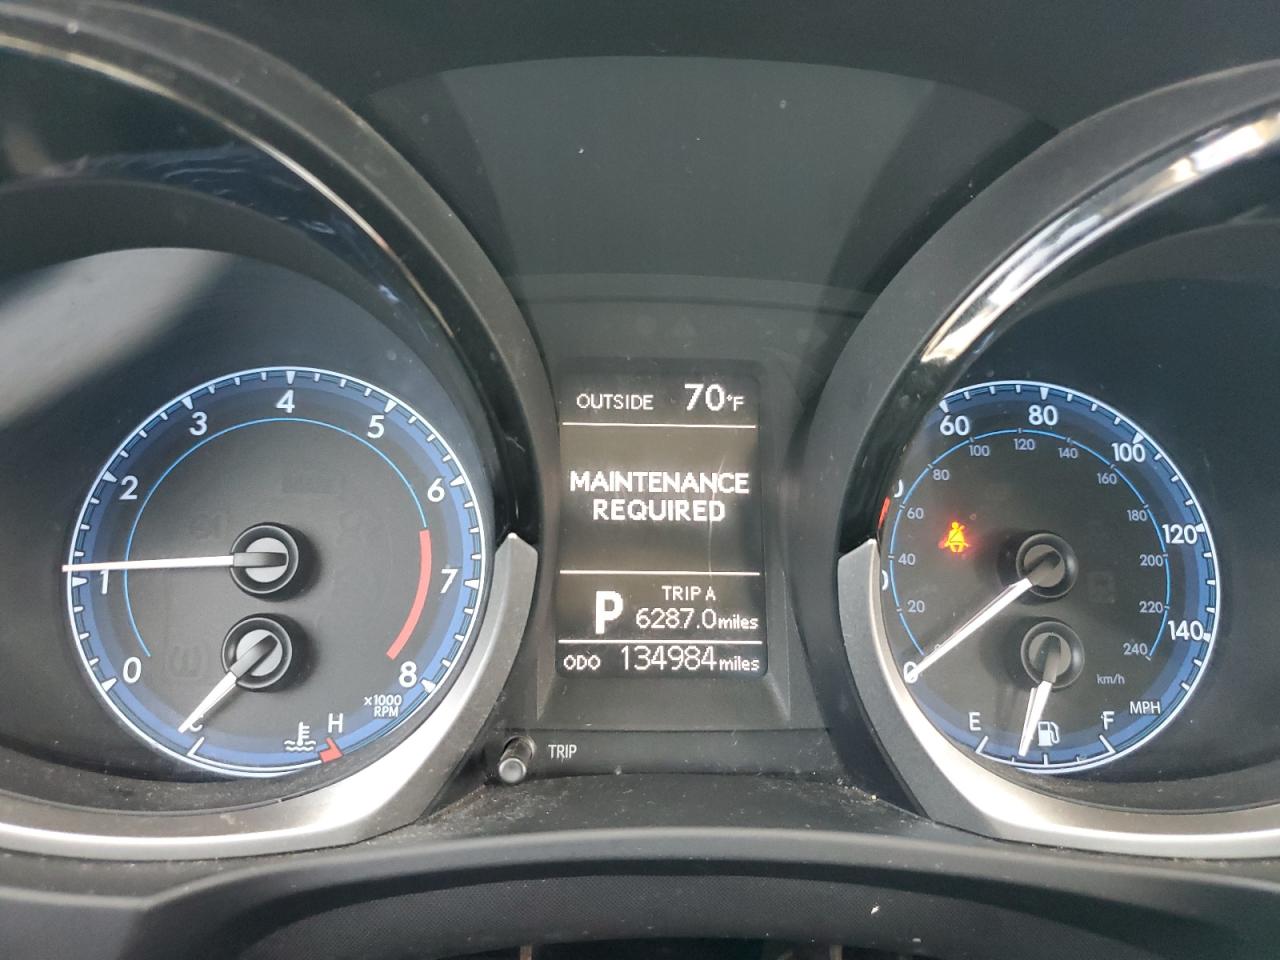 OUTSIDE 70°F
MAINTENANCE
REQUIRED
P TRIP A
6287.0 miles
ODO 134984 miles
TRIP
0
1
2
3
4
5
6
7
8
x1000
RPM
C
H
0
60
80
100
120
140
MPH
20
40
60
80
100
120
140
160
180
200
220
240
km/h
E
F